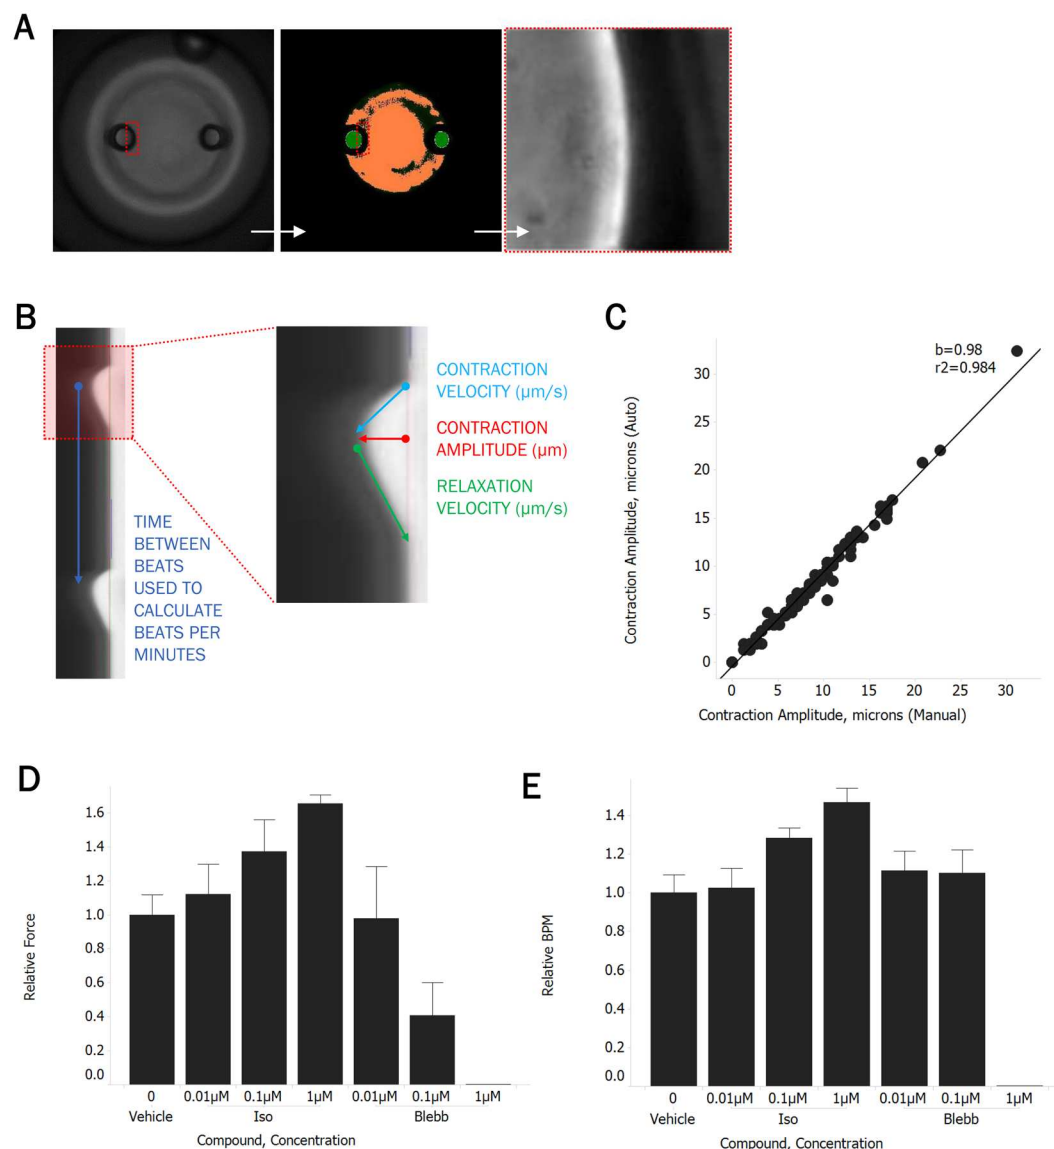 A
B
TIME
BETWEEN
BEATS
USED TO
CALCULATE
BEATS PER
MINUTES
CONTRACTION
VELOCITY (µm/s)
CONTRACTION
AMPLITUDE (µm)
RELAXATION
VELOCITY (µm/s)
C
b=0.98
r2=0.984
Contraction Amplitude, microns (Auto)
30
25
20
15
10
5
0
0 5 10 15 20 25 30
Contraction Amplitude, microns (Manual)
D
Relative Force
1.6
1.4
1.2
1.0
0.8
0.6
0.4
0.2
0.0
0 0.01µM 0.1µM 1µM 0.01µM 0.1µM 1µM
Vehicle Iso Blebb
Compound, Concentration
E
Relative BPM
1.4
1.2
1.0
0.8
0.6
0.4
0.2
0.0
0 0.01µM 0.1µM 1µM 0.01µM 0.1µM 1µM
Vehicle Iso Blebb
Compound, Concentration